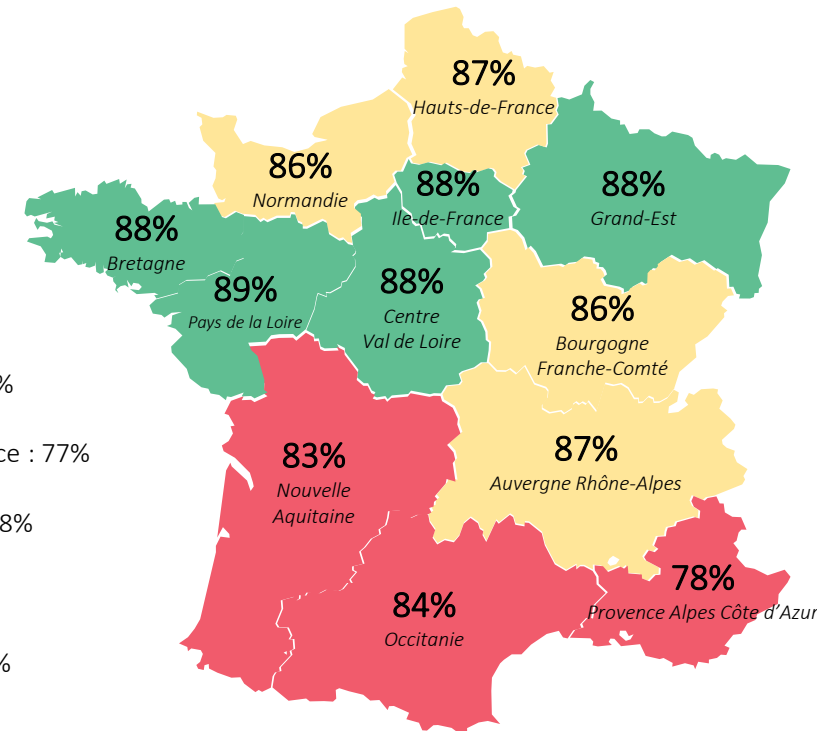 87%
Hauts-de-France
86%
Normandie
88%
Ile-de-France
88%
Grand-Est
88%
Bretagne
89%
Pays de la Loire
88%
Centre
Val de Loire
86%
Bourgogne
Franche-Comté
%
ce : 77%
8%
%
83%
Nouvelle
Aquitaine
87%
Auvergne Rhône-Alpes
84%
Occitanie
78%
Provence Alpes Côte d’Azur